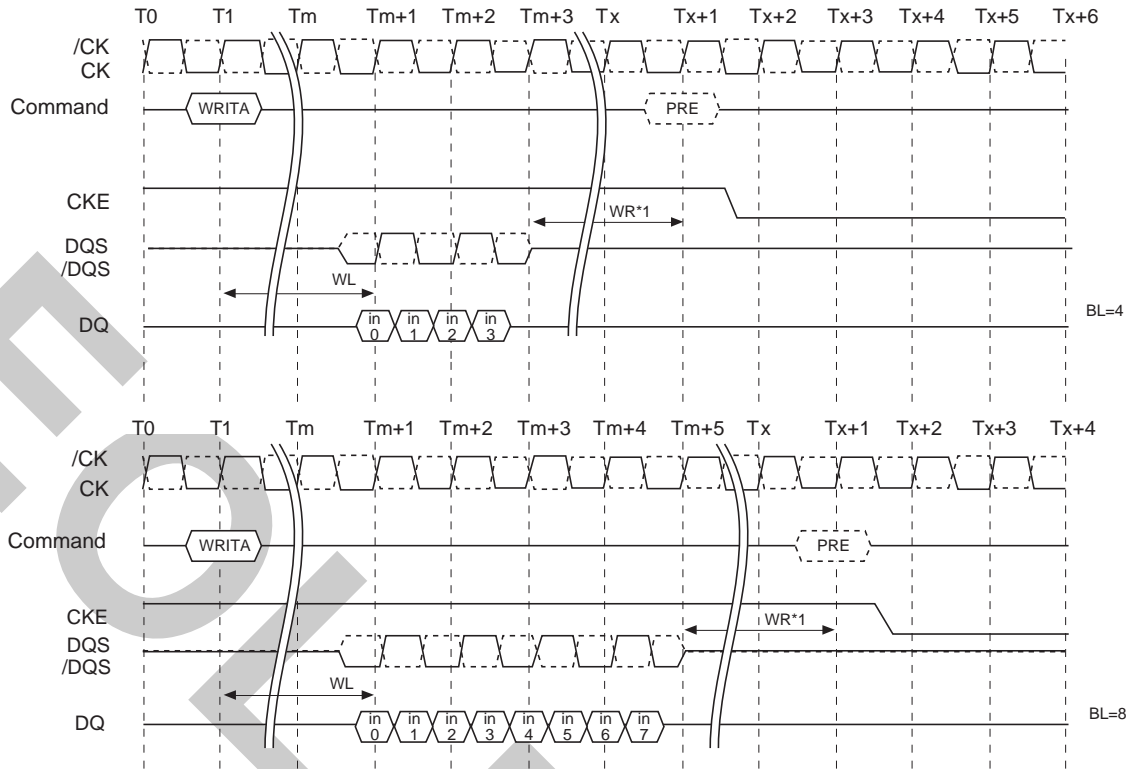 T0 T1 Tm Tm+1 Tm+2 Tm+3 Tx Tx+1 Tx+2 Tx+3 Tx+4 Tx+5 Tx+6
/CK
CK
Command WRITA PRE
CKE
WR*1
DQS
/DQS
WL
DQ in 0 in 1 in 2 in 3
BL=4
T0 T1 Tm Tm+1 Tm+2 Tm+3 Tm+4 Tm+5 Tx Tx+1 Tx+2 Tx+3 Tx+4
/CK
CK
Command WRITA PRE
CKE
WR*1
DQS
/DQS
WL
DQ in 0 in 1 in 2 in 3 in 4 in 5 in 6 in 7
BL=8